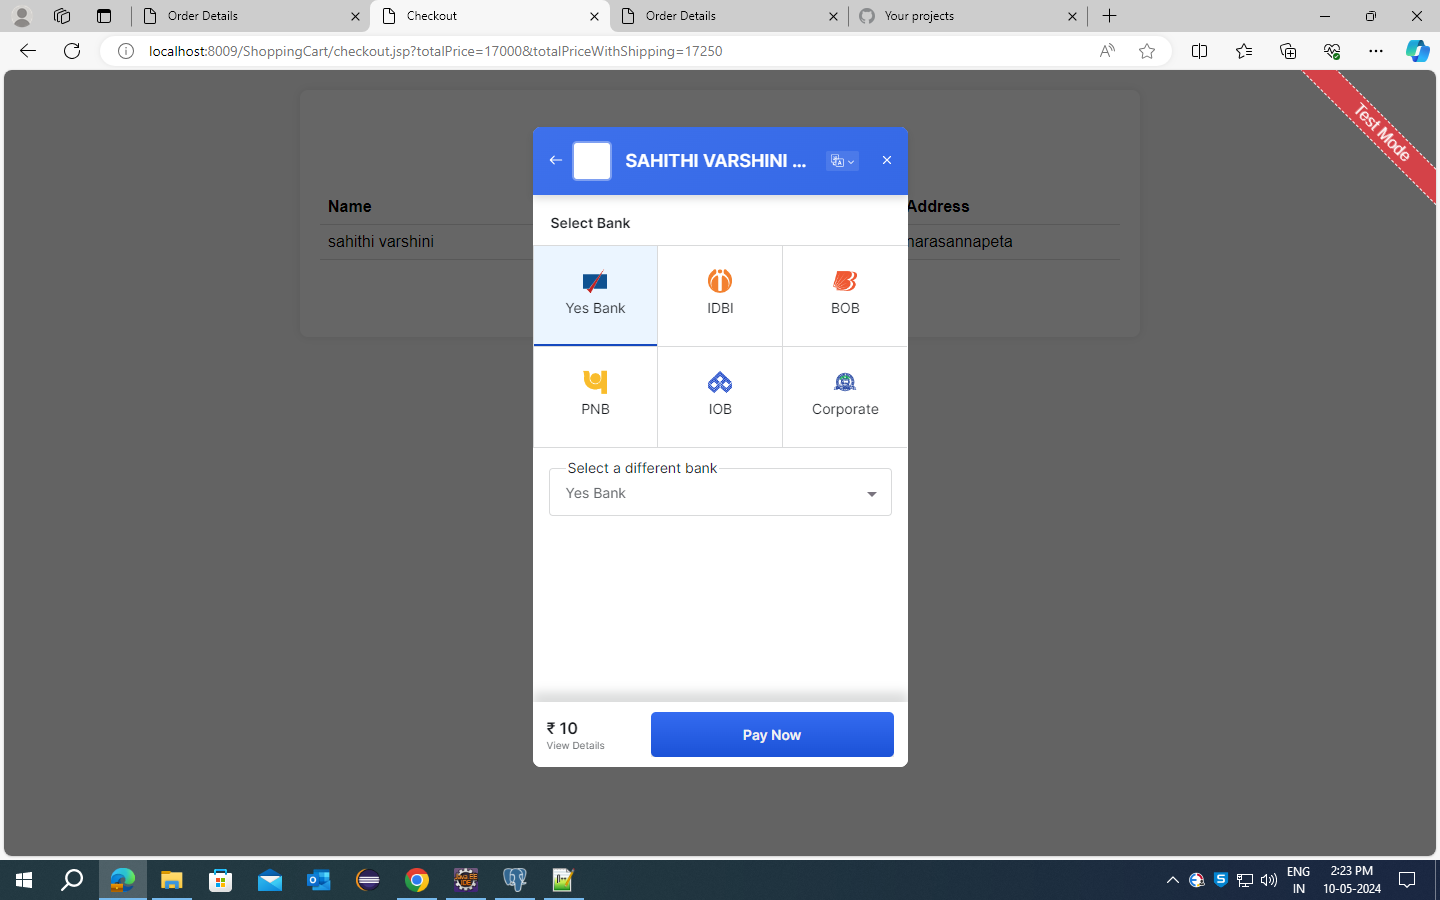 Order Details
Checkout
Order Details
Your projects
localhost:8009/ShoppingCart/checkout.jsp?totalPrice=17000&totalPriceWithShipping=17250
Test Mode
SAHITHI VARSHINI ...
Name
Address
Select Bank
sahithi varshini
narasannapeta
Yes Bank
IDBI
BOB
PNB
IOB
Corporate
Select a different bank
Yes Bank
₹ 10
View Details
Pay Now
ENG
IN
2:23 PM
10-05-2024